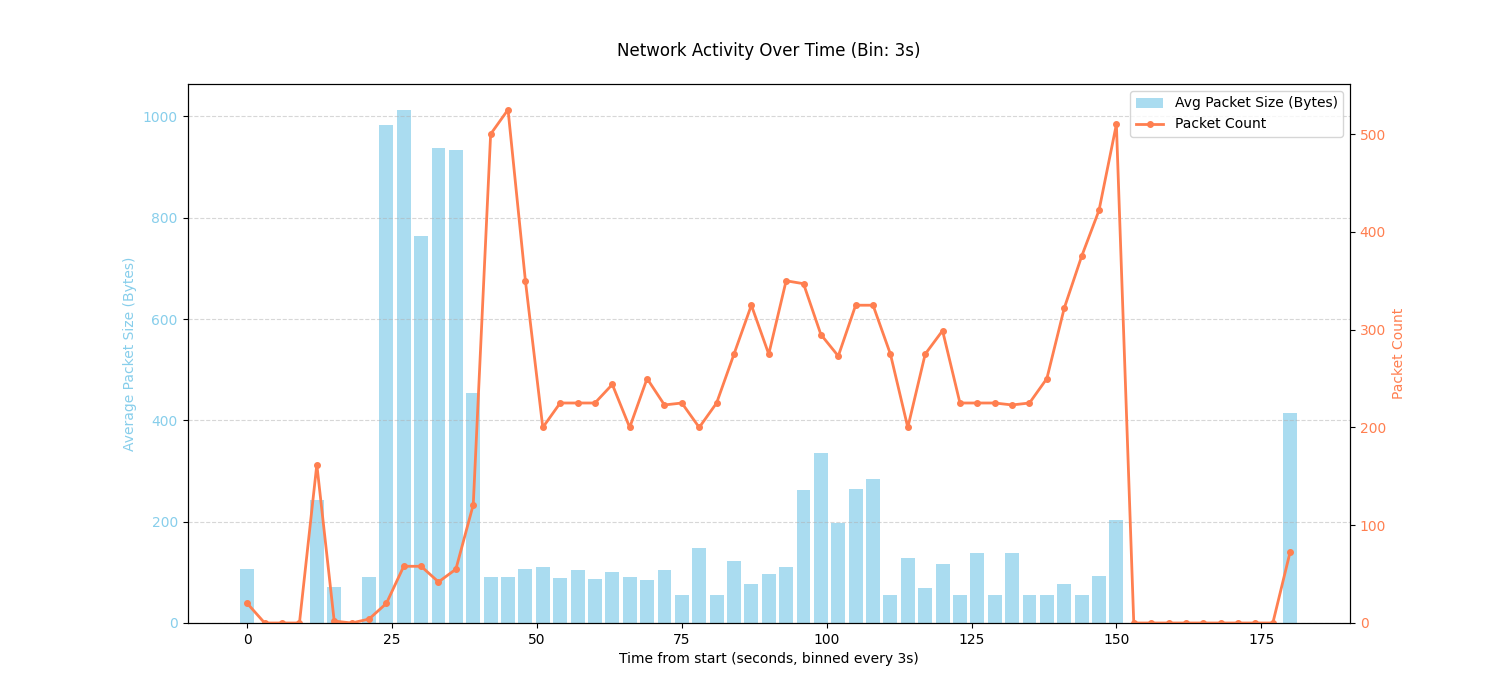 Network Activity Over Time (Bin: 3s)
Avg Packet Size (Bytes)
Packet Count
1000
800
600
400
200
0
Average Packet Size (Bytes)
500
400
300
200
100
0
Packet Count
0 25 50 75 100 125 150 175
Time from start (seconds, binned every 3s)